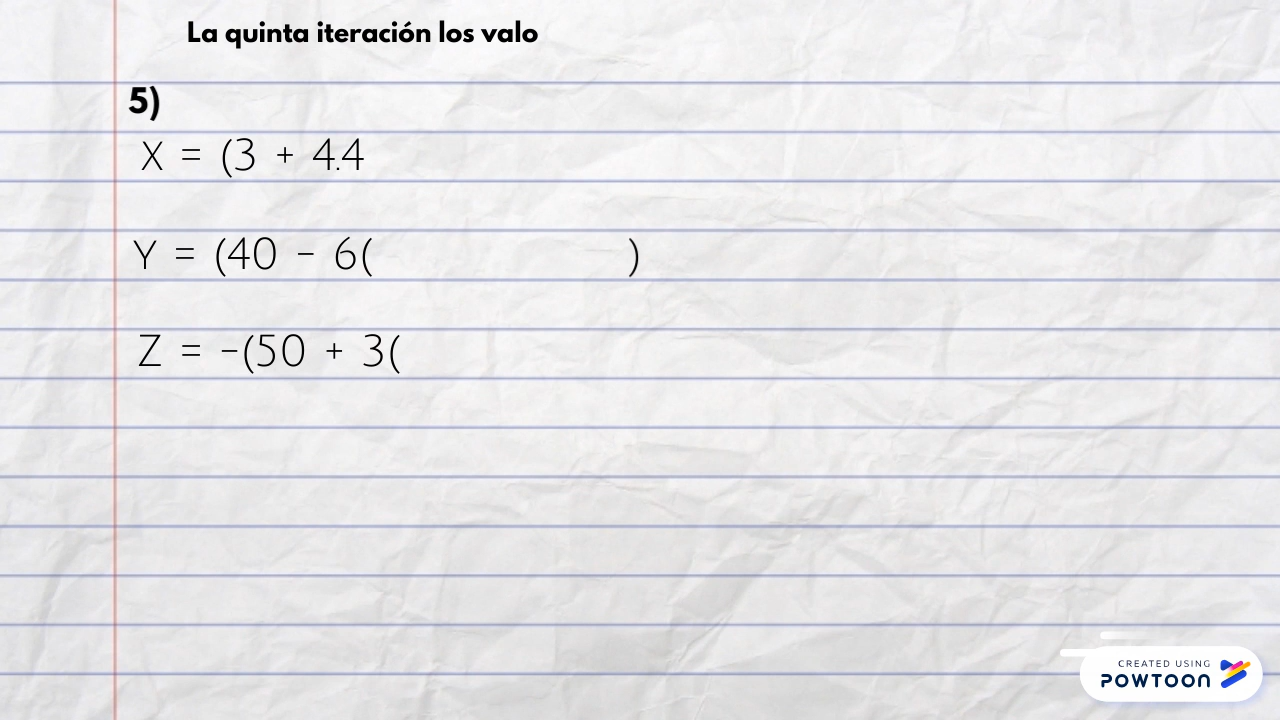 La quinta iteración los valo
5)
X = (3 + 4.4
Y = (40 - 6( )
Z = -(50 + 3(
CREATED USING
POWTOON